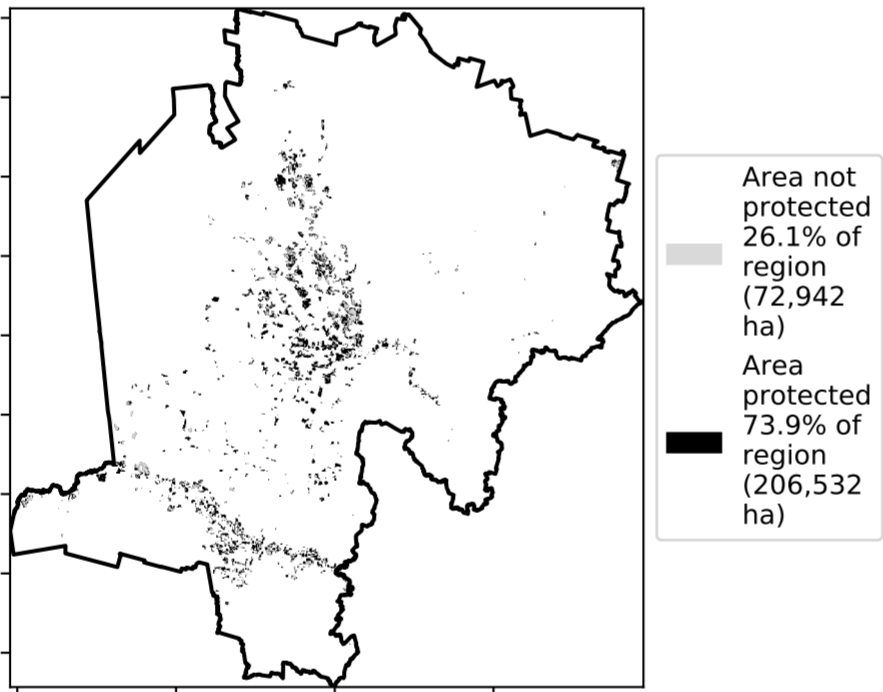 Area not
protected
26.1% of
region
(72,942
ha)
Area
protected
73.9% of
region
(206,532
ha)